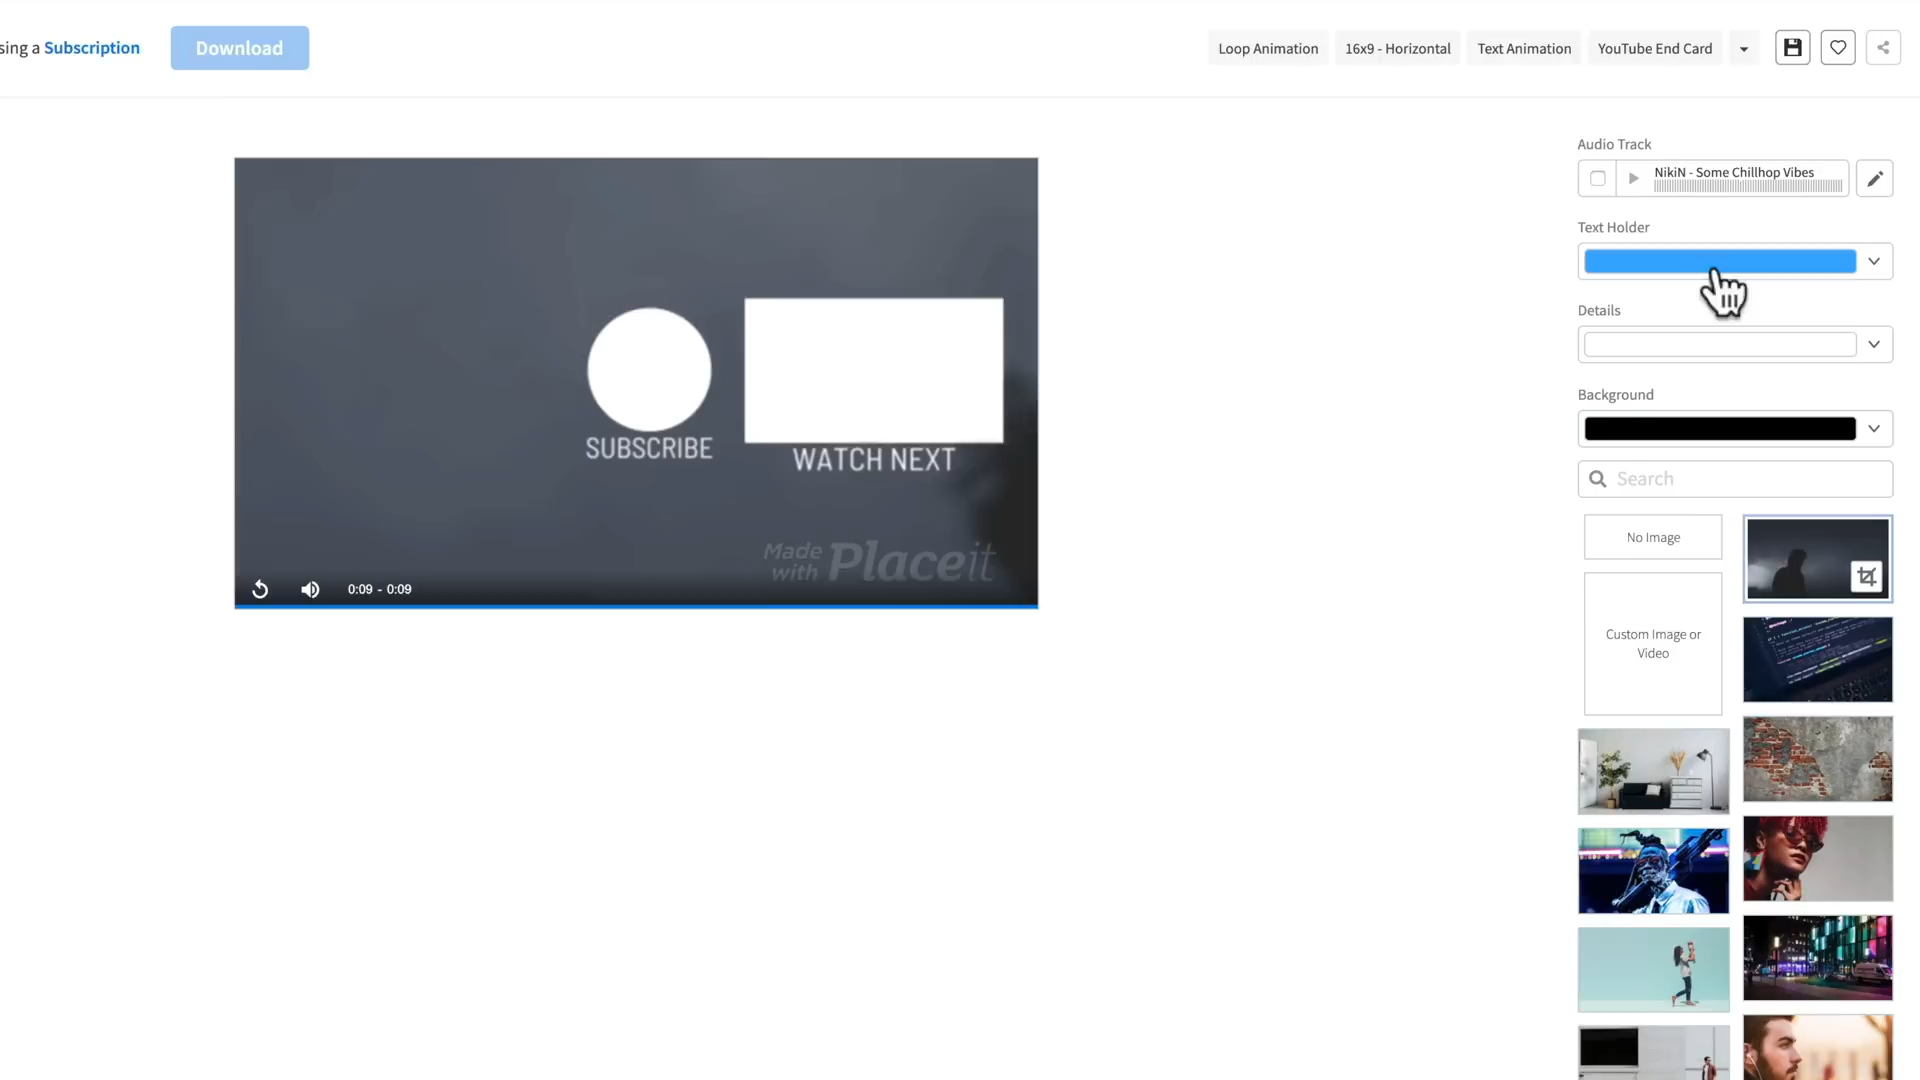 sing a Subscription
Download
Loop Animation
16x9 - Horizontal
Text Animation
YouTube End Card
Audio Track
NikiN - Some Chillhop Vibes
Text Holder
Details
Background
Search
No Image
Custom Image or
Video
SUBSCRIBE
WATCH NEXT
Made
with Placeit
0:09 - 0:09